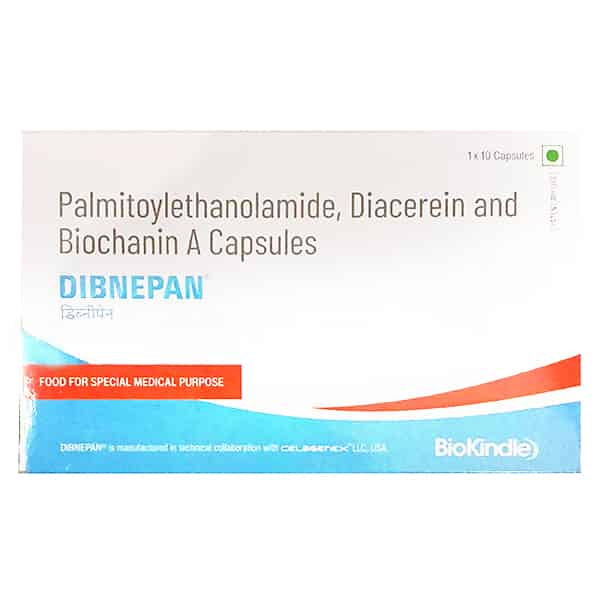 1 x 10 Capsules
Palmitoylethanolamide, Diacerein and
Biochanin A Capsules
DIBNEPAN®
डिब्नीपेन
FOOD FOR SPECIAL MEDICAL PURPOSE
DIBNEPAN® is manufactured in technical collaboration with CELAGENEX™ LLC, USA.
BioKindle